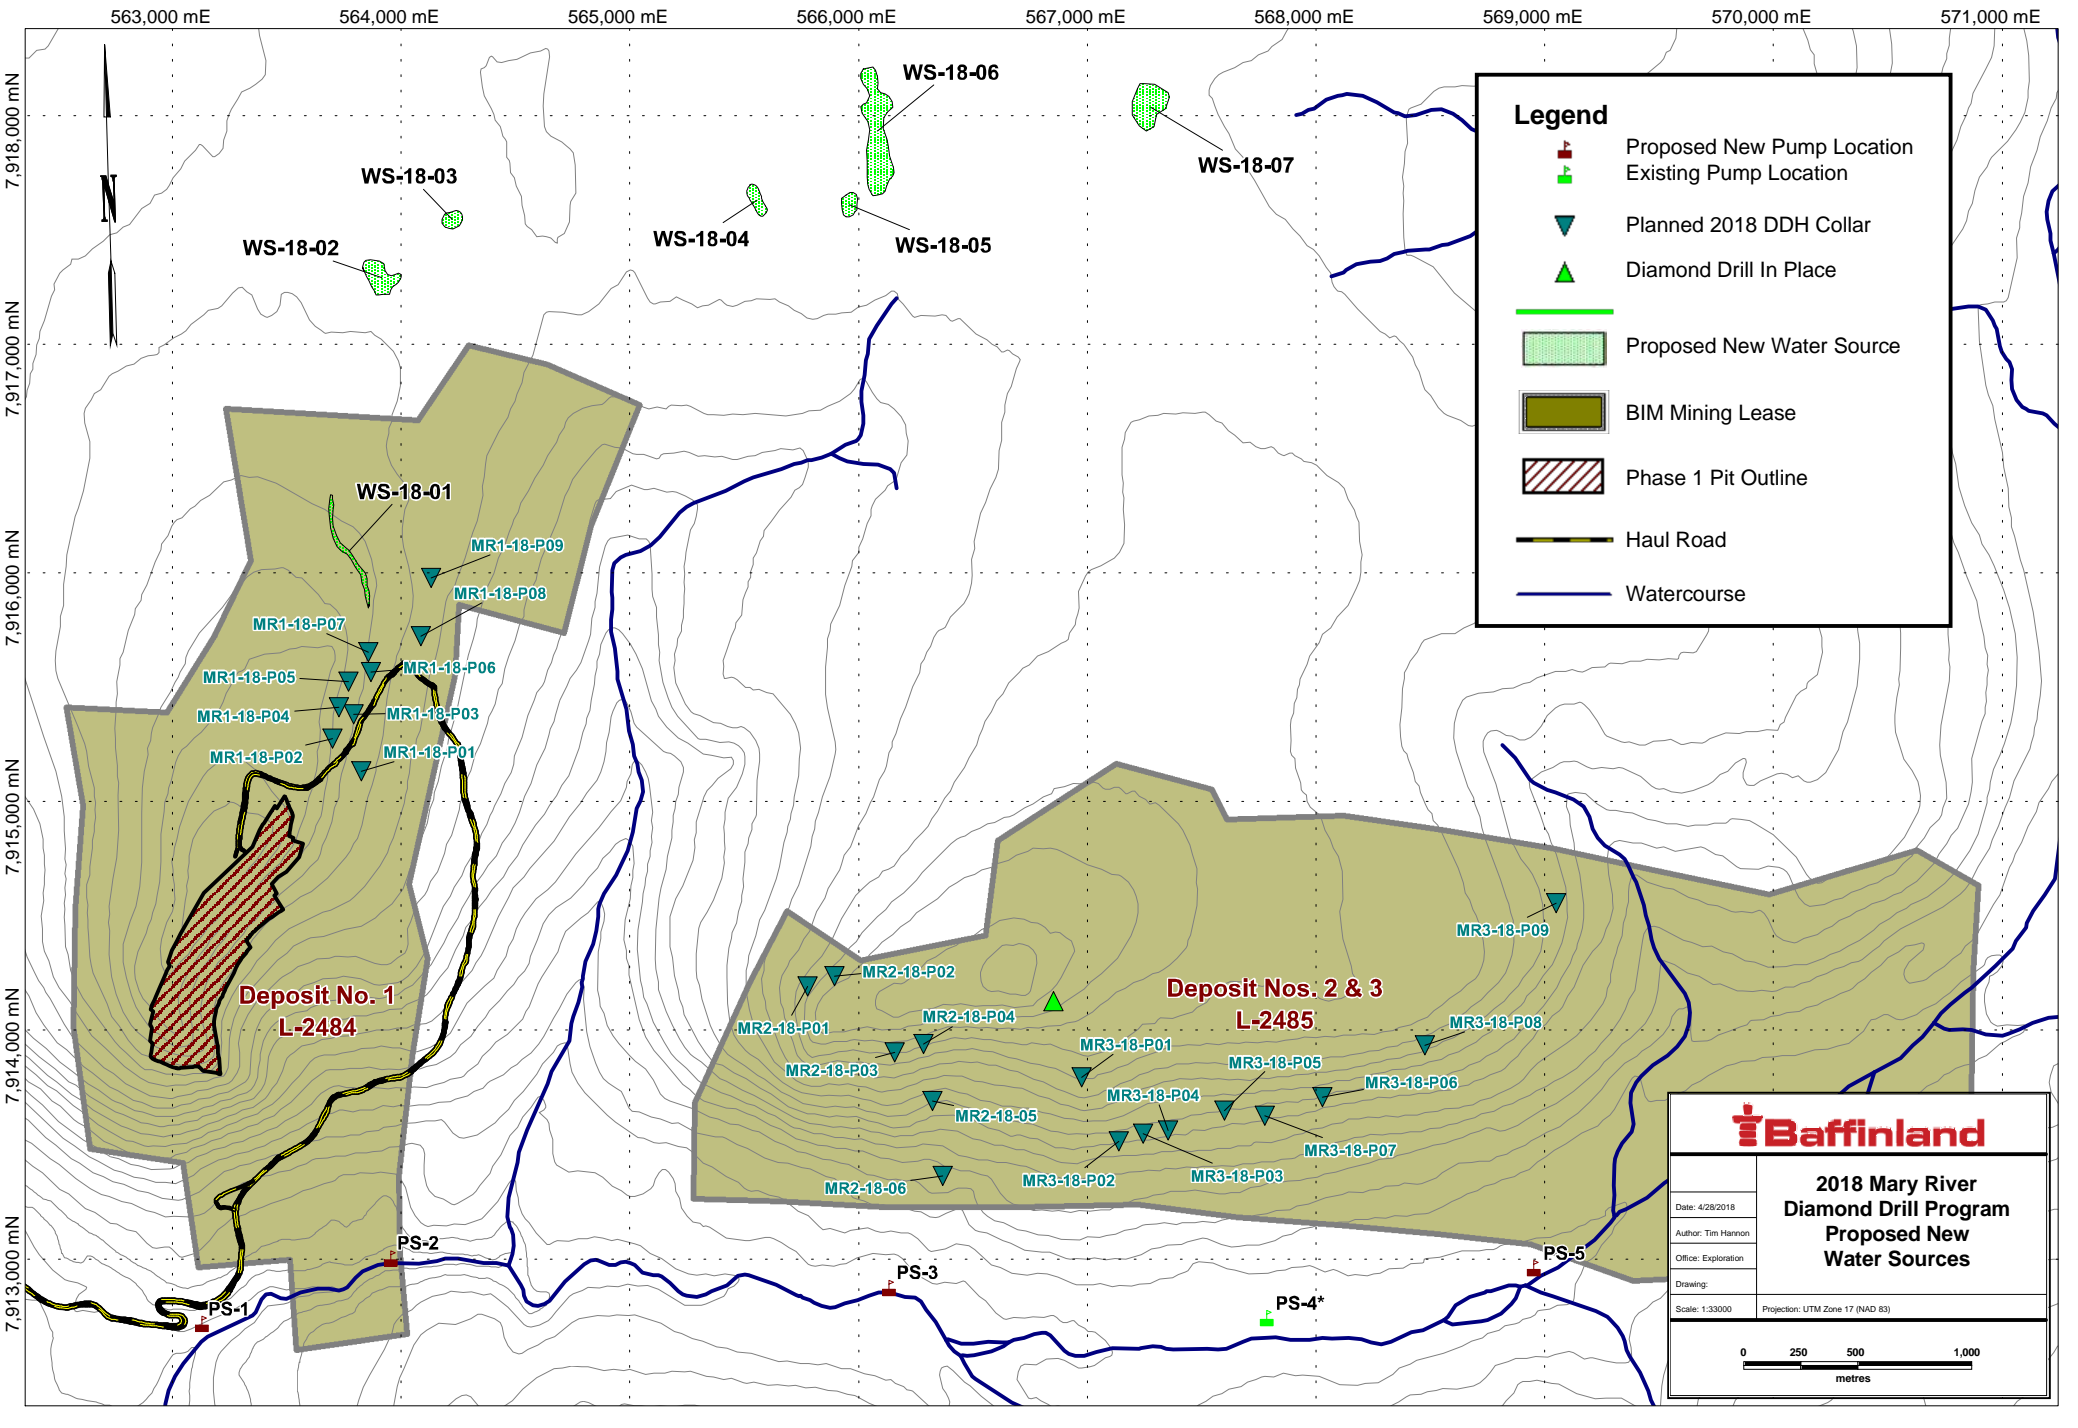 563,000 mE
564,000 mE
565,000 mE
566,000 mE
567,000 mE
568,000 mE
569,000 mE
570,000 mE
571,000 mE
7,918,000 mN
7,917,000 mN
7,916,000 mN
7,915,000 mN
7,914,000 mN
7,913,000 mN
N
WS-18-06
WS-18-07
WS-18-03
WS-18-04
WS-18-05
WS-18-02
WS-18-01
MR1-18-P09
MR1-18-P08
MR1-18-P07
MR1-18-P06
MR1-18-P05
MR1-18-P04
MR1-18-P03
MR1-18-P02
MR1-18-P01
Deposit No. 1
L-2484
MR2-18-P02
MR2-18-P01
MR2-18-P04
MR2-18-P03
MR2-18-05
MR2-18-06
Deposit Nos. 2 & 3
L-2485
MR3-18-P09
MR3-18-P08
MR3-18-P01
MR3-18-P05
MR3-18-P06
MR3-18-P04
MR3-18-P07
MR3-18-P02
MR3-18-P03
PS-1
PS-2
PS-3
PS-4*
PS-5
Legend
Proposed New Pump Location
Existing Pump Location
Planned 2018 DDH Collar
Diamond Drill In Place
Proposed New Water Source
BIM Mining Lease
Phase 1 Pit Outline
Haul Road
Watercourse
Baffinland
2018 Mary River
Diamond Drill Program
Proposed New
Water Sources
Date: 4/28/2018
Author: Tim Hannon
Office: Exploration
Drawing:
Scale: 1:33000
Projection: UTM Zone 17 (NAD 83)
0 250 500 1,000
metres